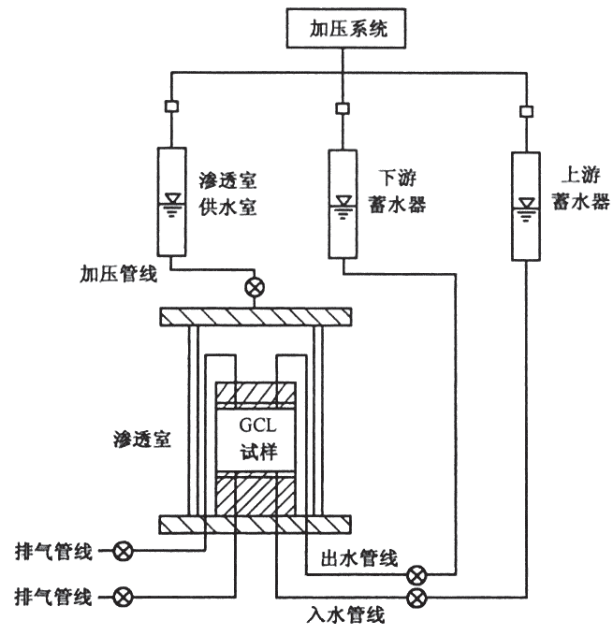 加压系统
渗透室
供水室
下游
蓄水器
上游
蓄水器
加压管线
GCL
试样
渗透室
排气管线
出水管线
排气管线
入水管线